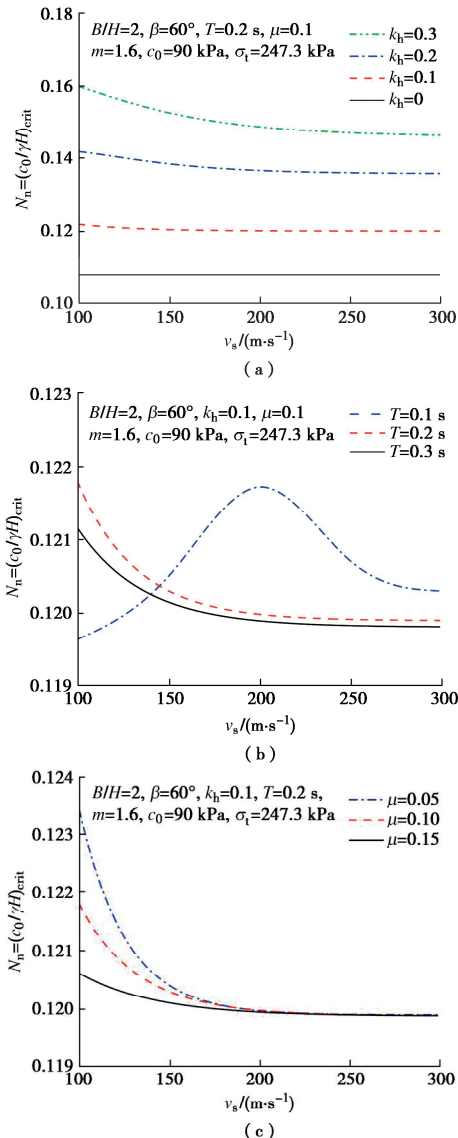 B/H=2, β=60°, T=0.2 s, μ=0.1
m=1.6, c₀=90 kPa, σₜ=247.3 kPa
kₕ=0.3
kₕ=0.2
kₕ=0.1
kₕ=0
Nₙ=(c₀/γH)crit
0.18
0.16
0.14
0.12
0.10
100 150 200 250 300
vₛ/(m·s⁻¹)
(a)
B/H=2, β=60°, kₕ=0.1, μ=0.1
m=1.6, c₀=90 kPa, σₜ=247.3 kPa
T=0.1 s
T=0.2 s
T=0.3 s
Nₙ=(c₀/γH)crit
0.123
0.122
0.121
0.120
0.119
100 150 200 250 300
vₛ/(m·s⁻¹)
(b)
B/H=2, β=60°, kₕ=0.1, T=0.2 s,
m=1.6, c₀=90 kPa, σₜ=247.3 kPa
μ=0.05
μ=0.10
μ=0.15
Nₙ=(c₀/γH)crit
0.124
0.123
0.122
0.121
0.120
0.119
100 150 200 250 300
vₛ/(m·s⁻¹)
(c)